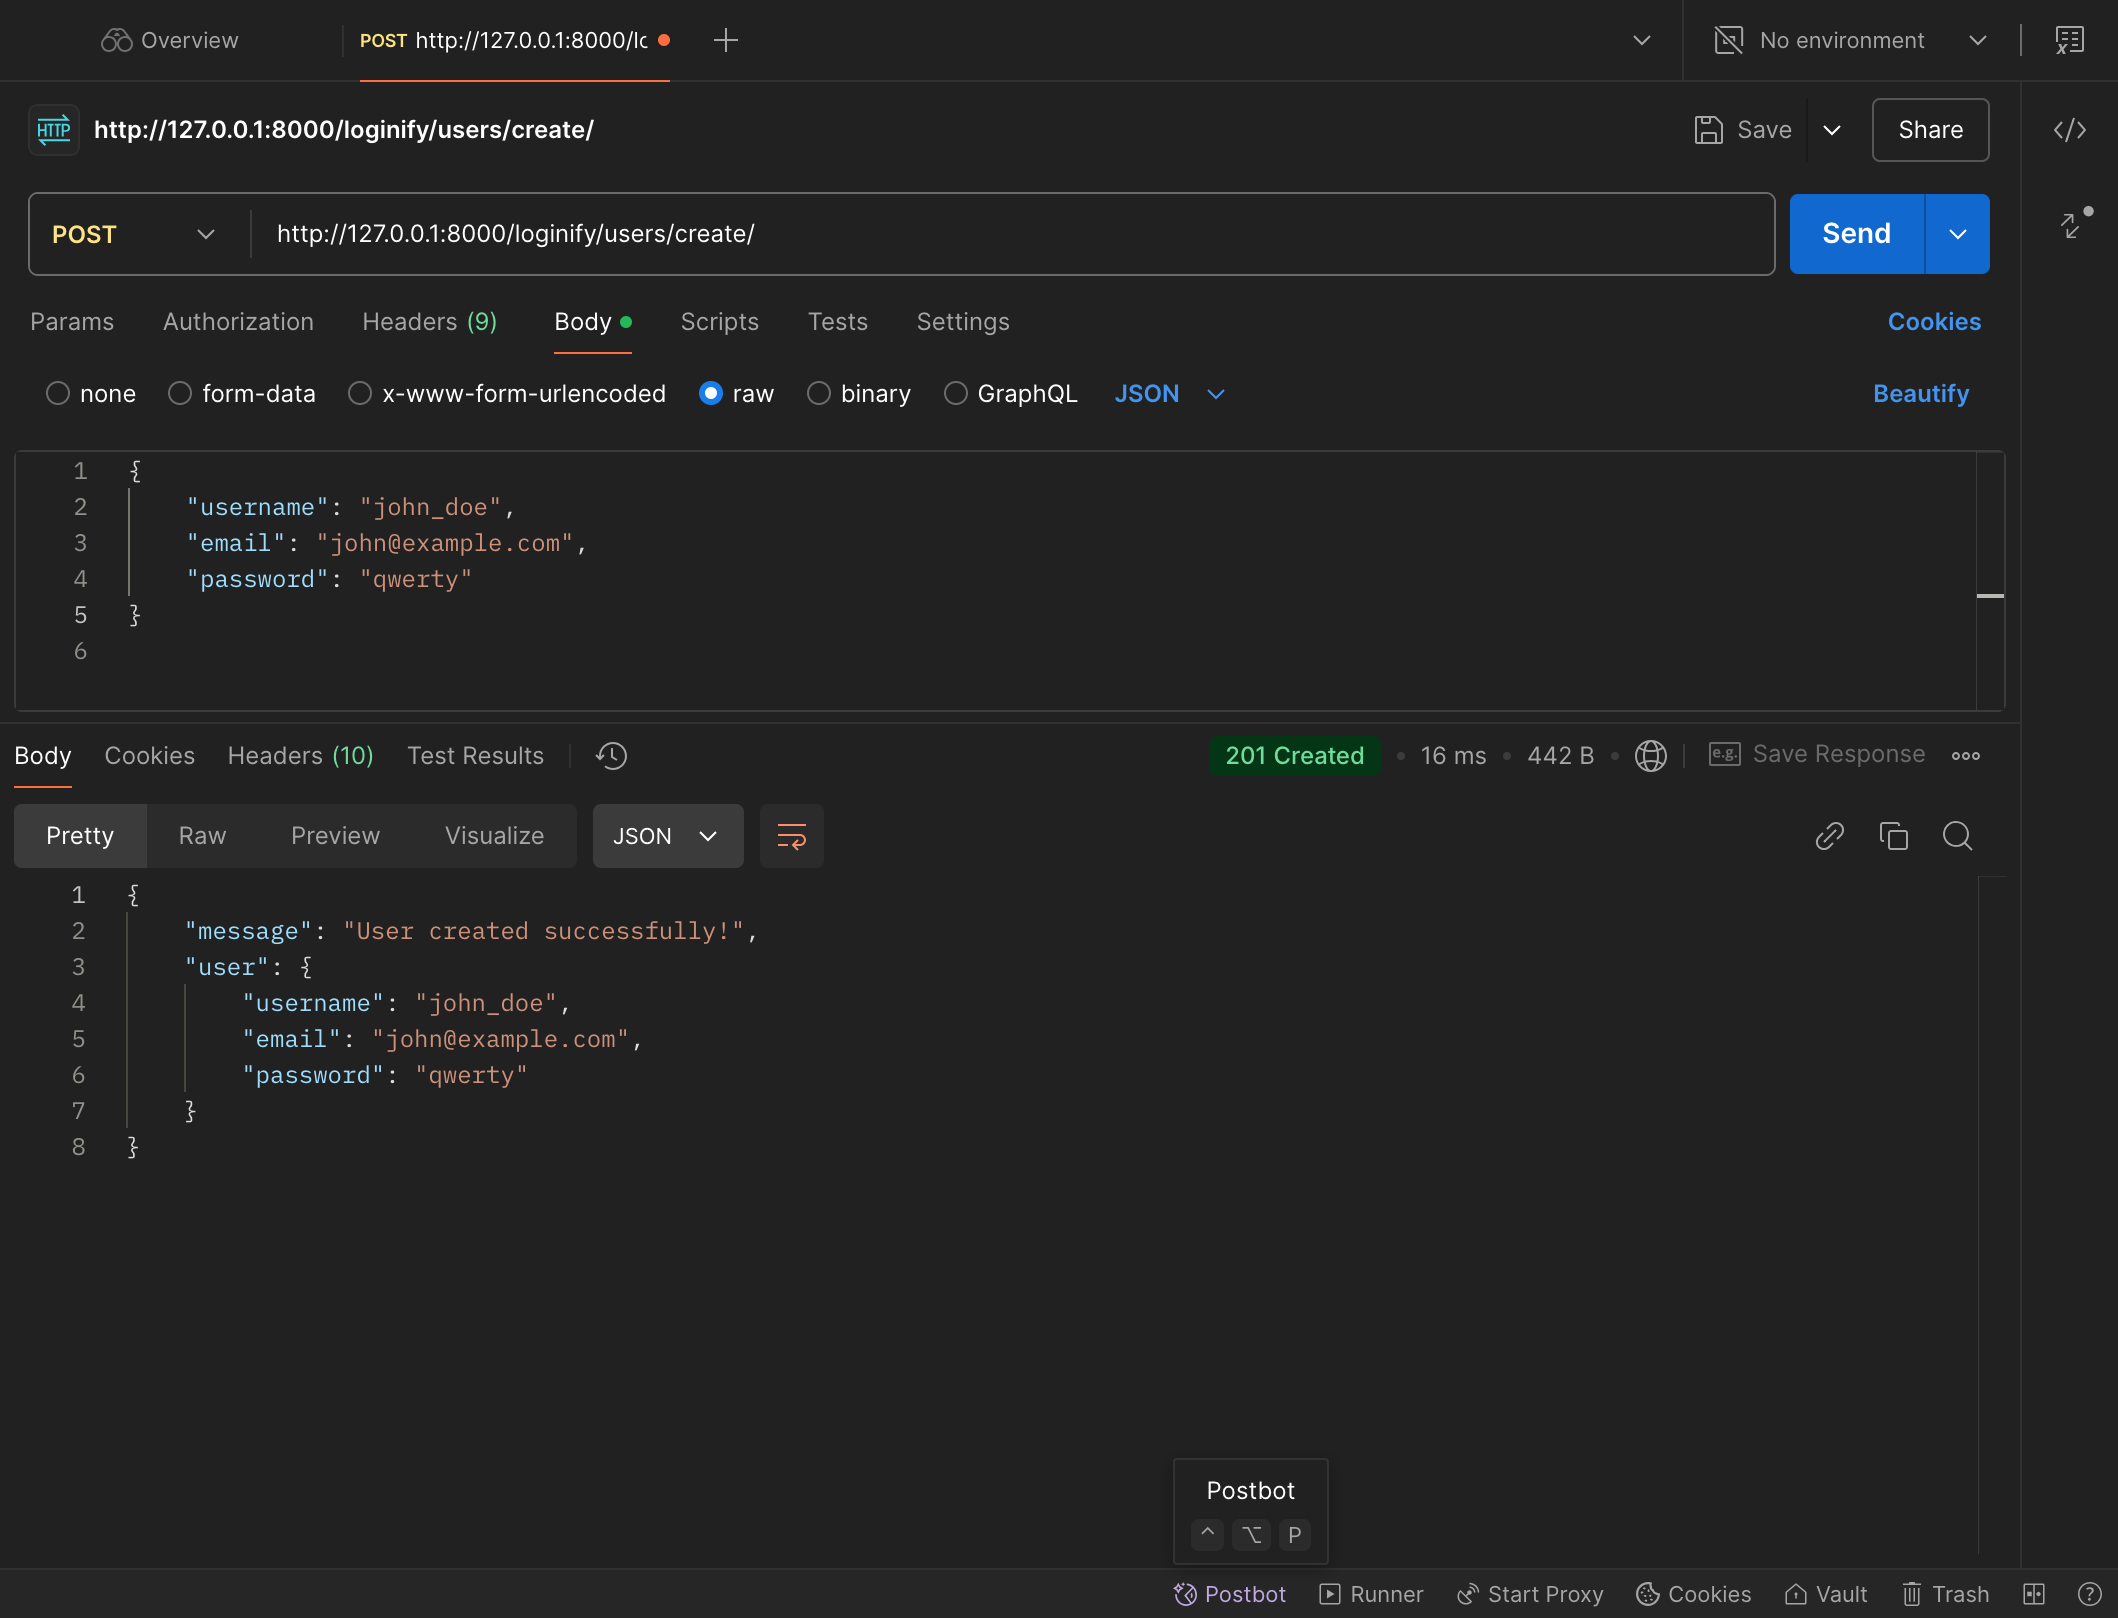 Overview
POST http://127.0.0.1:8000/lo
No environment
HTTP http://127.0.0.1:8000/loginify/users/create/
Save
Share
POST
http://127.0.0.1:8000/loginify/users/create/
Send
Params Authorization Headers (9) Body Scripts Tests Settings Cookies
none form-data x-www-form-urlencoded raw binary GraphQL JSON Beautify
1 {
2 "username": "john_doe",
3 "email": "john@example.com",
4 "password": "qwerty"
5 }
6
Body Cookies Headers (10) Test Results 201 Created 16 ms 442 B e.g. Save Response
Pretty Raw Preview Visualize JSON
1 {
2 "message": "User created successfully!",
3 "user": {
4 "username": "john_doe",
5 "email": "john@example.com",
6 "password": "qwerty"
7 }
8 }
Postbot
^ ⌥ P
Postbot Runner Start Proxy Cookies Vault Trash